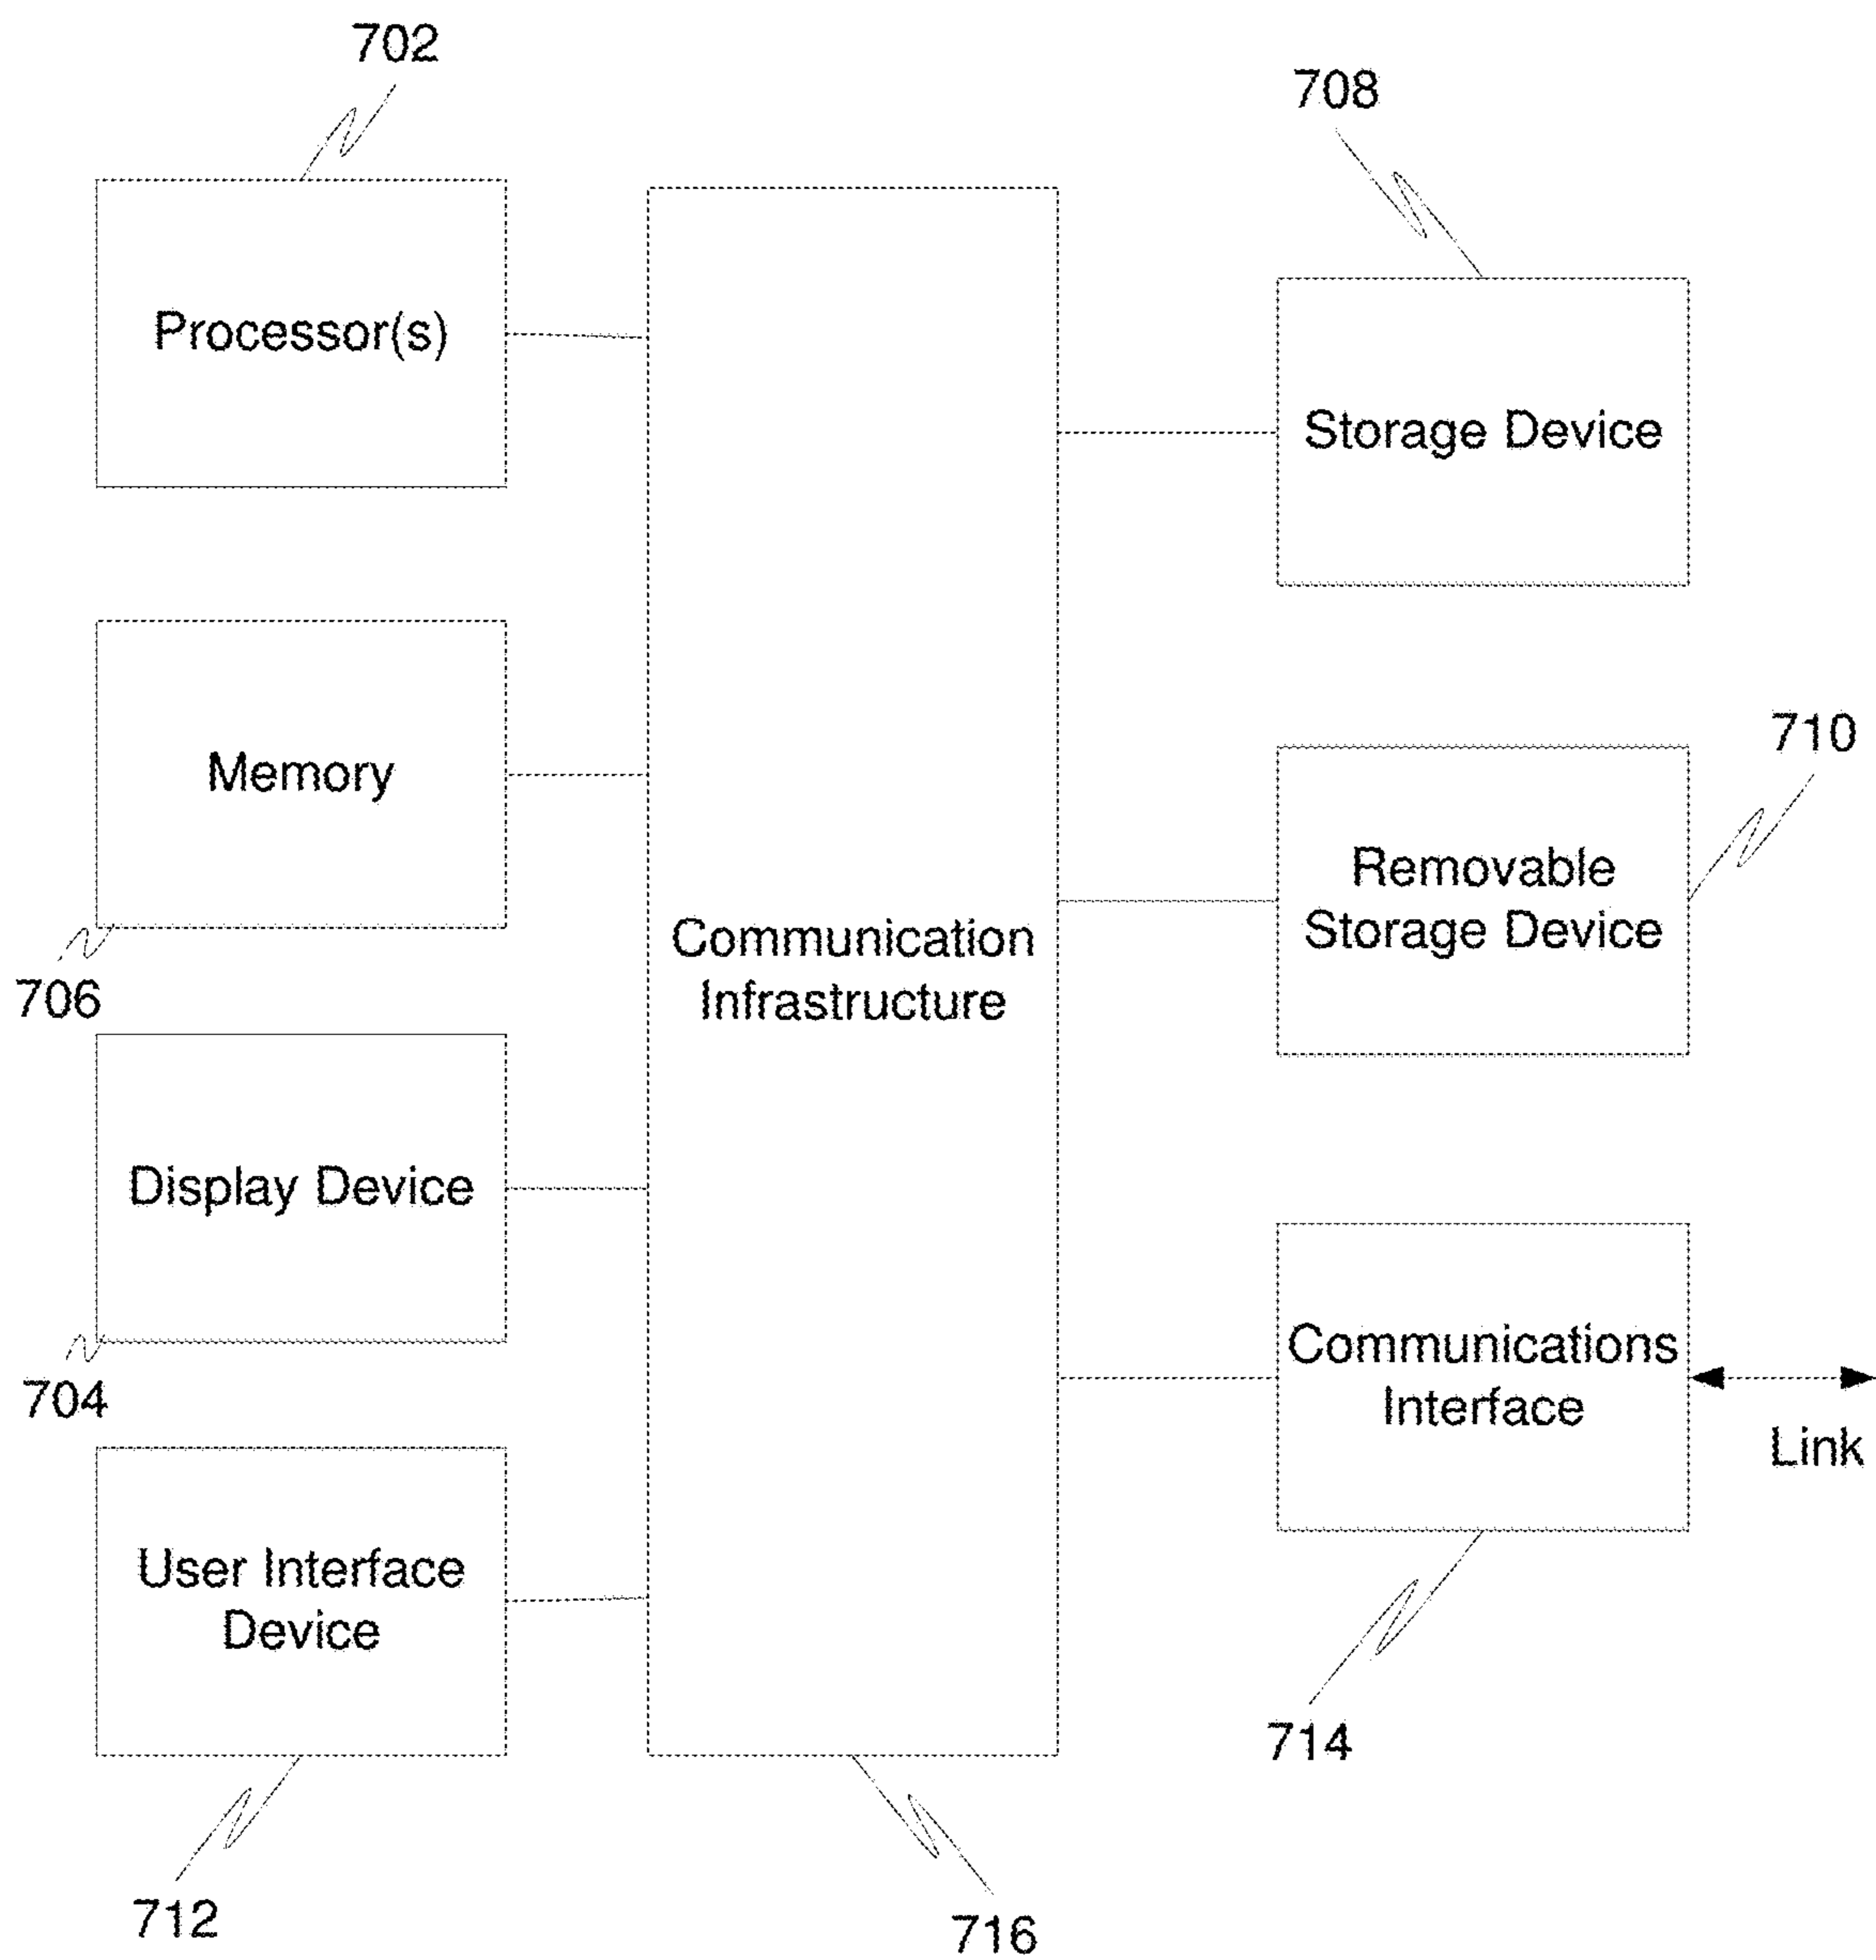 702
708
Processor(s)
Storage Device
710
Memory
Removable
Storage Device
706
Communication
Infrastructure
Display Device
704
Communications
Interface
Link
User Interface
Device
714
712
716